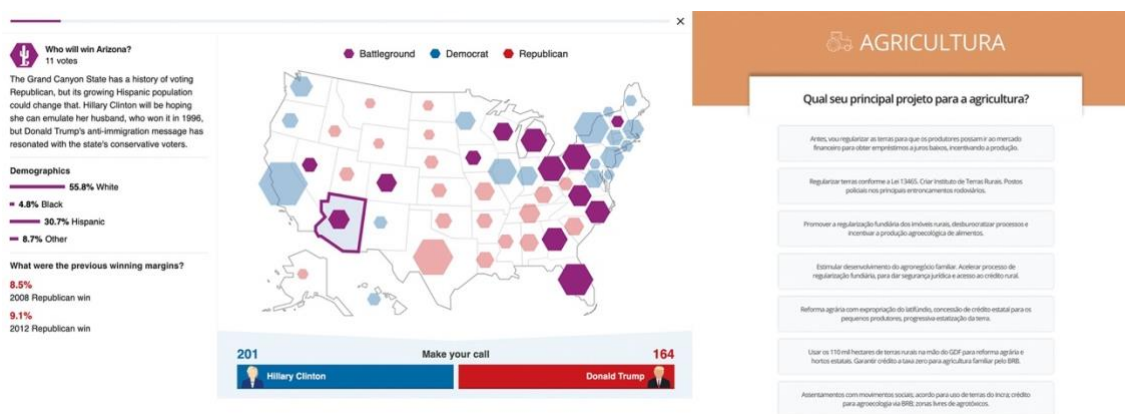 Who will win Arizona?
11 votes
The Grand Canyon State has a history of voting
Republican, but its growing Hispanic population
could change that. Hillary Clinton will be hoping
she can emulate her husband, who won it in 1996,
but Donald Trump's anti-immigration message has
resonated with the state's conservative voters.
Demographics
55.8% White
4.8% Black
30.7% Hispanic
8.7% Other
What were the previous winning margins?
8.5%
2008 Republican win
9.1%
2012 Republican win
Battleground
Democrat
Republican
201
Make your call
164
Hillary Clinton
Donald Trump
AGRICULTURA
Qual seu principal projeto para a agricultura?
Antes, vou regularizar as terras para que os produtores possam ir ao mercado
financeiro para obter empréstimos a juros baixos, incentivando a produção.
Regularizar terras conforme a Lei 13465. Criar Instituto de Terras Rurais. Postos
policiais nos principais entroncamentos rodoviários.
Promover a regularização fundiária dos imóveis rurais, desburocratizar processos e
incentivar a produção agroecológica de alimentos.
Estimular desenvolvimento do agronegócio familiar. Acelerar processo de
regularização fundiária, para dar segurança jurídica e acesso ao crédito rural.
Reforma agrária com expropriação do latifúndio, concessão de crédito estatal para os
pequenos produtores, progressiva estatização da terra.
Usar os 110 mil hectares de terras rurais na mão do GDF para reforma agrária e
hortos estatais. Garantir crédito a taxa zero para agricultura familiar pelo BRB.
Assentamentos com movimentos sociais; acordo para uso de terras do Incra; crédito
para agroecologia via BRB; zonas livres de agrotóxicos.